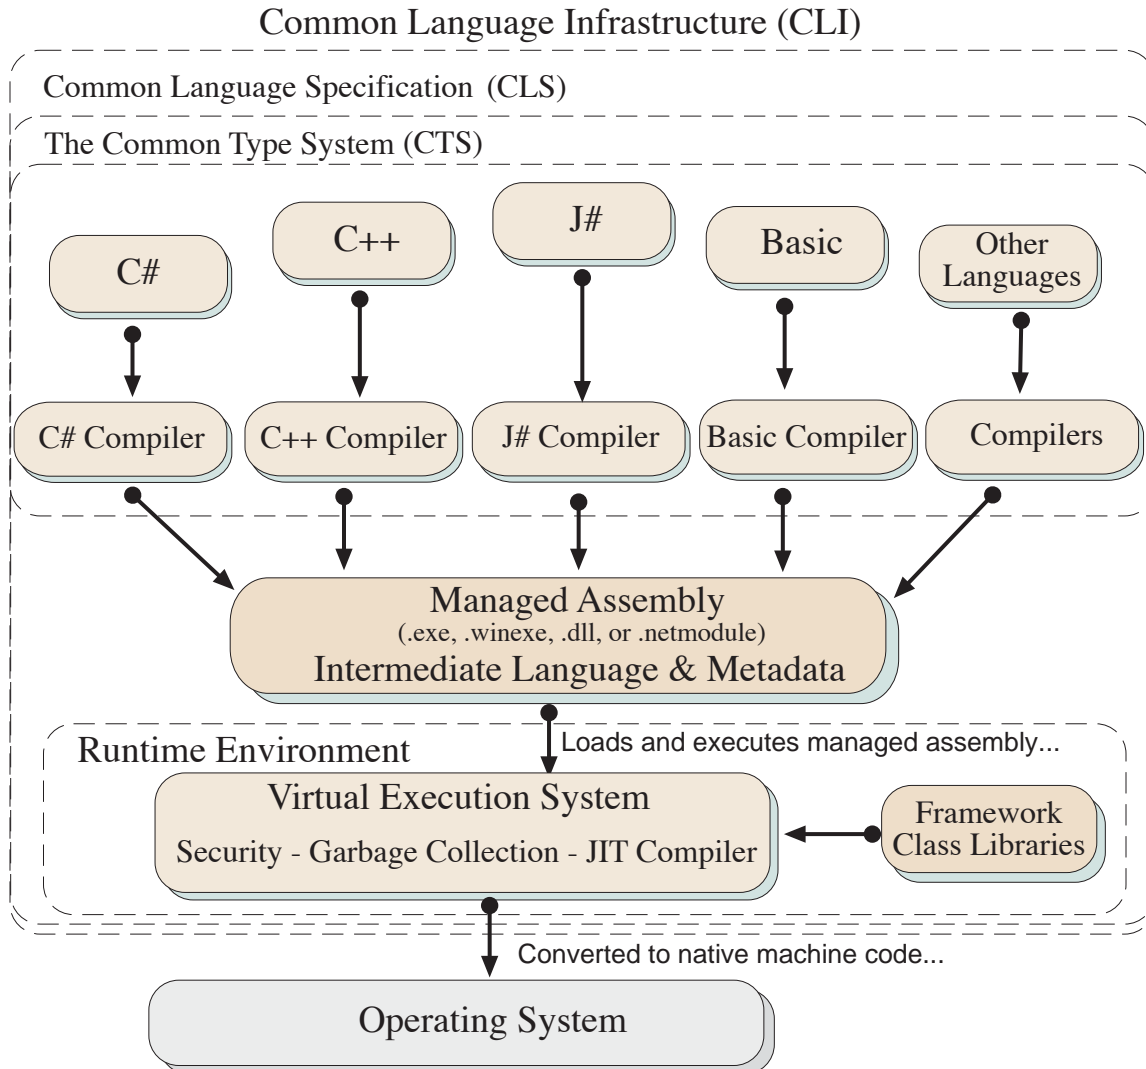 Common Language Infrastructure (CLI)
Common Language Specification (CLS)
The Common Type System (CTS)
C#
C++
J#
Basic
Other
Languages
C# Compiler
C++ Compiler
J# Compiler
Basic Compiler
Compilers
Managed Assembly
(.exe, .winexe, .dll, or .netmodule)
Intermediate Language & Metadata
Runtime Environment
Loads and executes managed assembly...
Virtual Execution System
Security - Garbage Collection - JIT Compiler
Framework
Class Libraries
Converted to native machine code...
Operating System